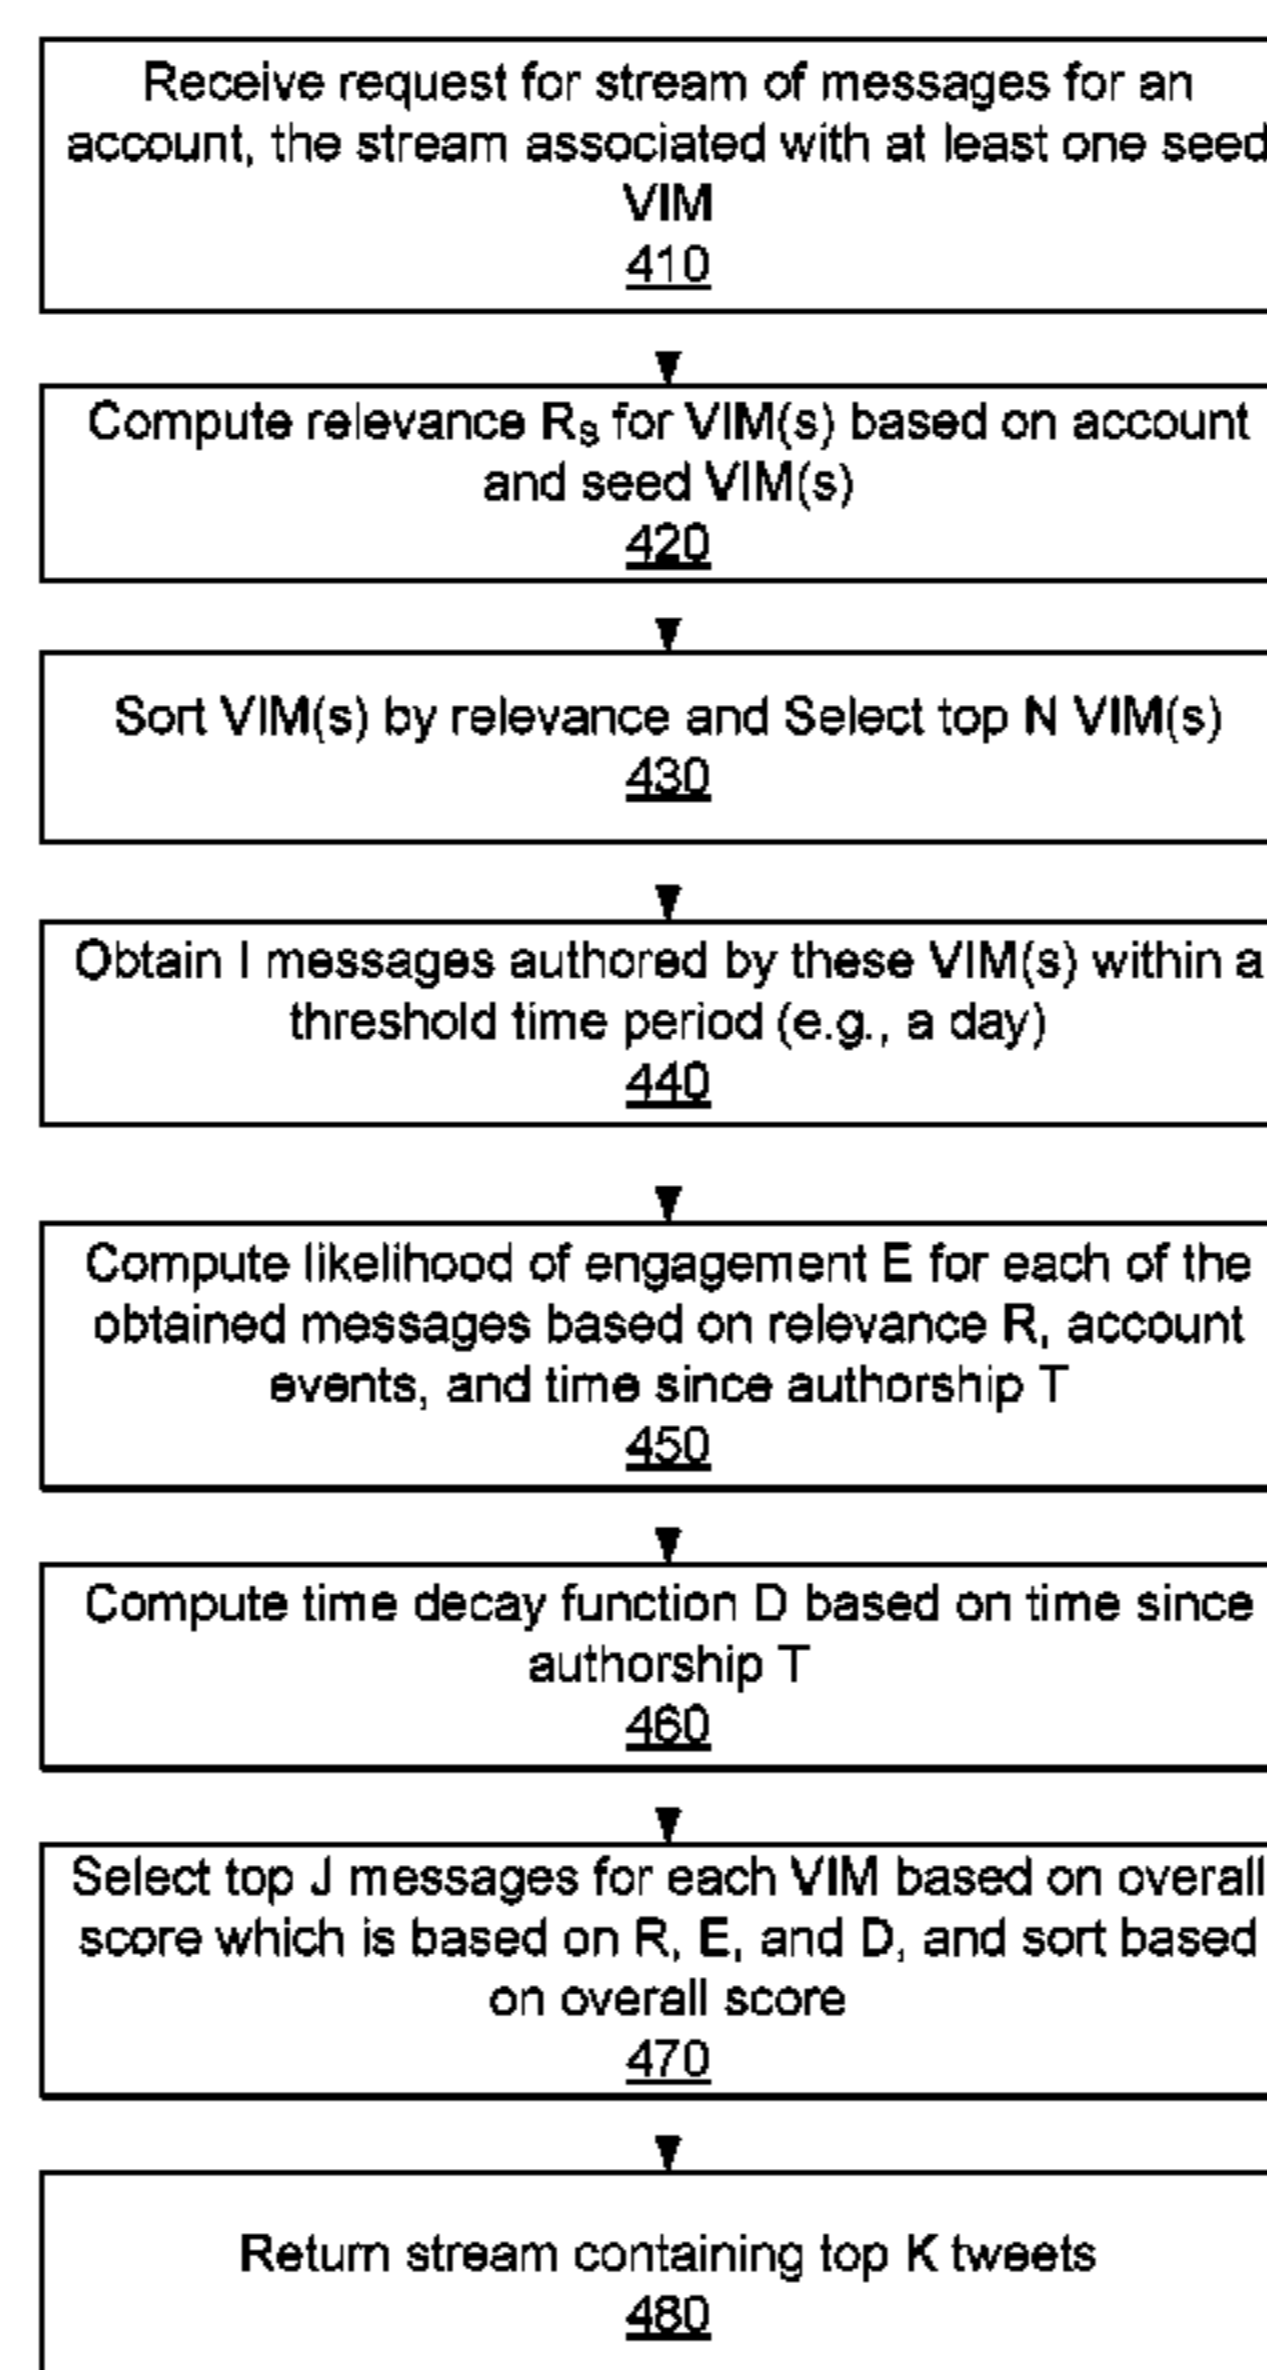 Receive request for stream of messages for an
account, the stream associated with at least one seed
VIM
410
Compute relevance RS for VIM(s) based on account
and seed VIM(s)
420
Sort VIM(s) by relevance and Select top N VIM(s)
430
Obtain I messages authored by these VIM(s) within a
threshold time period (e.g., a day)
440
Compute likelihood of engagement E for each of the
obtained messages based on relevance R, account
events, and time since authorship T
450
Compute time decay function D based on time since
authorship T
460
Select top J messages for each VIM based on overall
score which is based on R, E, and D, and sort based
on overall score
470
Return stream containing top K tweets
480